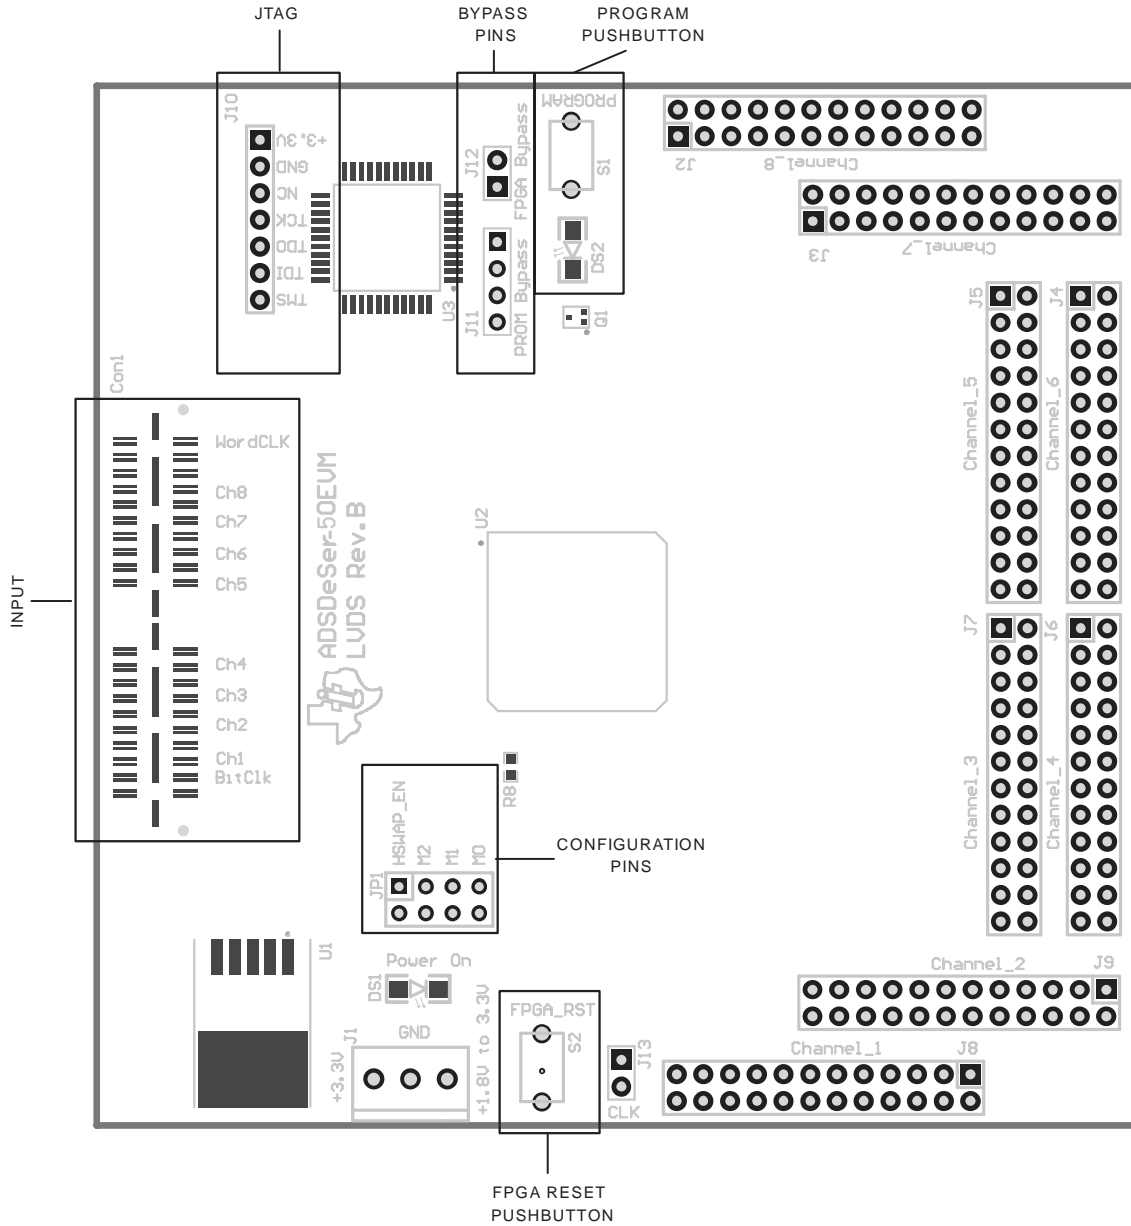 JTAG
BYPASS
PINS
PROGRAM
PUSHBUTTON
J10
+3.3V
GND
NC
TCK
TDO
TDI
TMS
U3
J12
FPGA Bypass
J11
PROM Bypass
PROGRAM
S1
DS2
Q1
J2
Channel_8
J3
Channel_7
J5
Channel_5
J4
Channel_6
Con1
INPUT
WordCLK
Ch8
Ch7
Ch6
Ch5
Ch4
Ch3
Ch2
Ch1
BitClk
ADSDeSer-50EVM
LVDS Rev.B
U2
J7
Channel_3
J6
Channel_4
R8
HSWAP_EN
M2
M1
M0
JP1
CONFIGURATION
PINS
U1
Power On
DS1
J1
GND
+3.3V
+1.8V to 3.3V
FPGA_RST
S2
J13
CLK
Channel_2
J9
Channel_1
J8
FPGA RESET
PUSHBUTTON